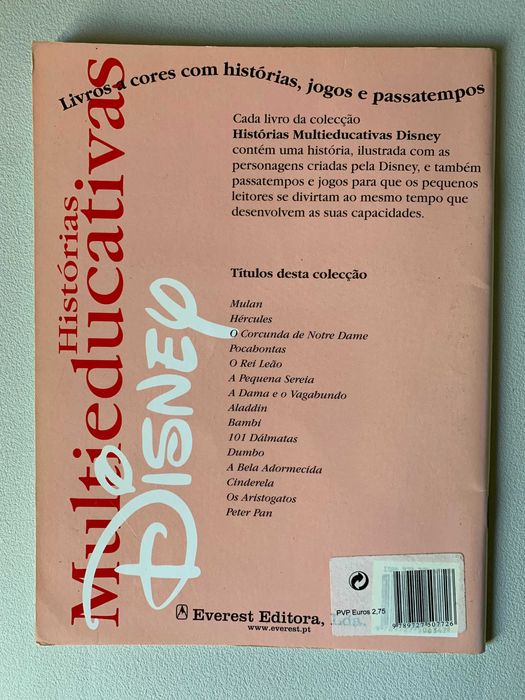 Livros a cores com histórias, jogos e passatempos
Histórias
Multieducativas
DISNEY
Cada livro da colecção
Histórias Multieducativas Disney
contém uma história, ilustrada com as
personagens criadas pela Disney, e também
passatempos e jogos para que os pequenos
leitores se divirtam ao mesmo tempo que
desenvolvem as suas capacidades.
Títulos desta colecção
Mulan
Hércules
O Corcunda de Notre Dame
Pocahontas
O Rei Leão
A Pequena Sereia
A Dama e o Vagabundo
Aladdin
Bambi
101 Dálmatas
Dumbo
A Bela Adormecida
Cinderela
Os Aristogatos
Peter Pan
PVP Euros 2,75
9 789727 502726
Everest Editora, Lda.
www.everest.pt